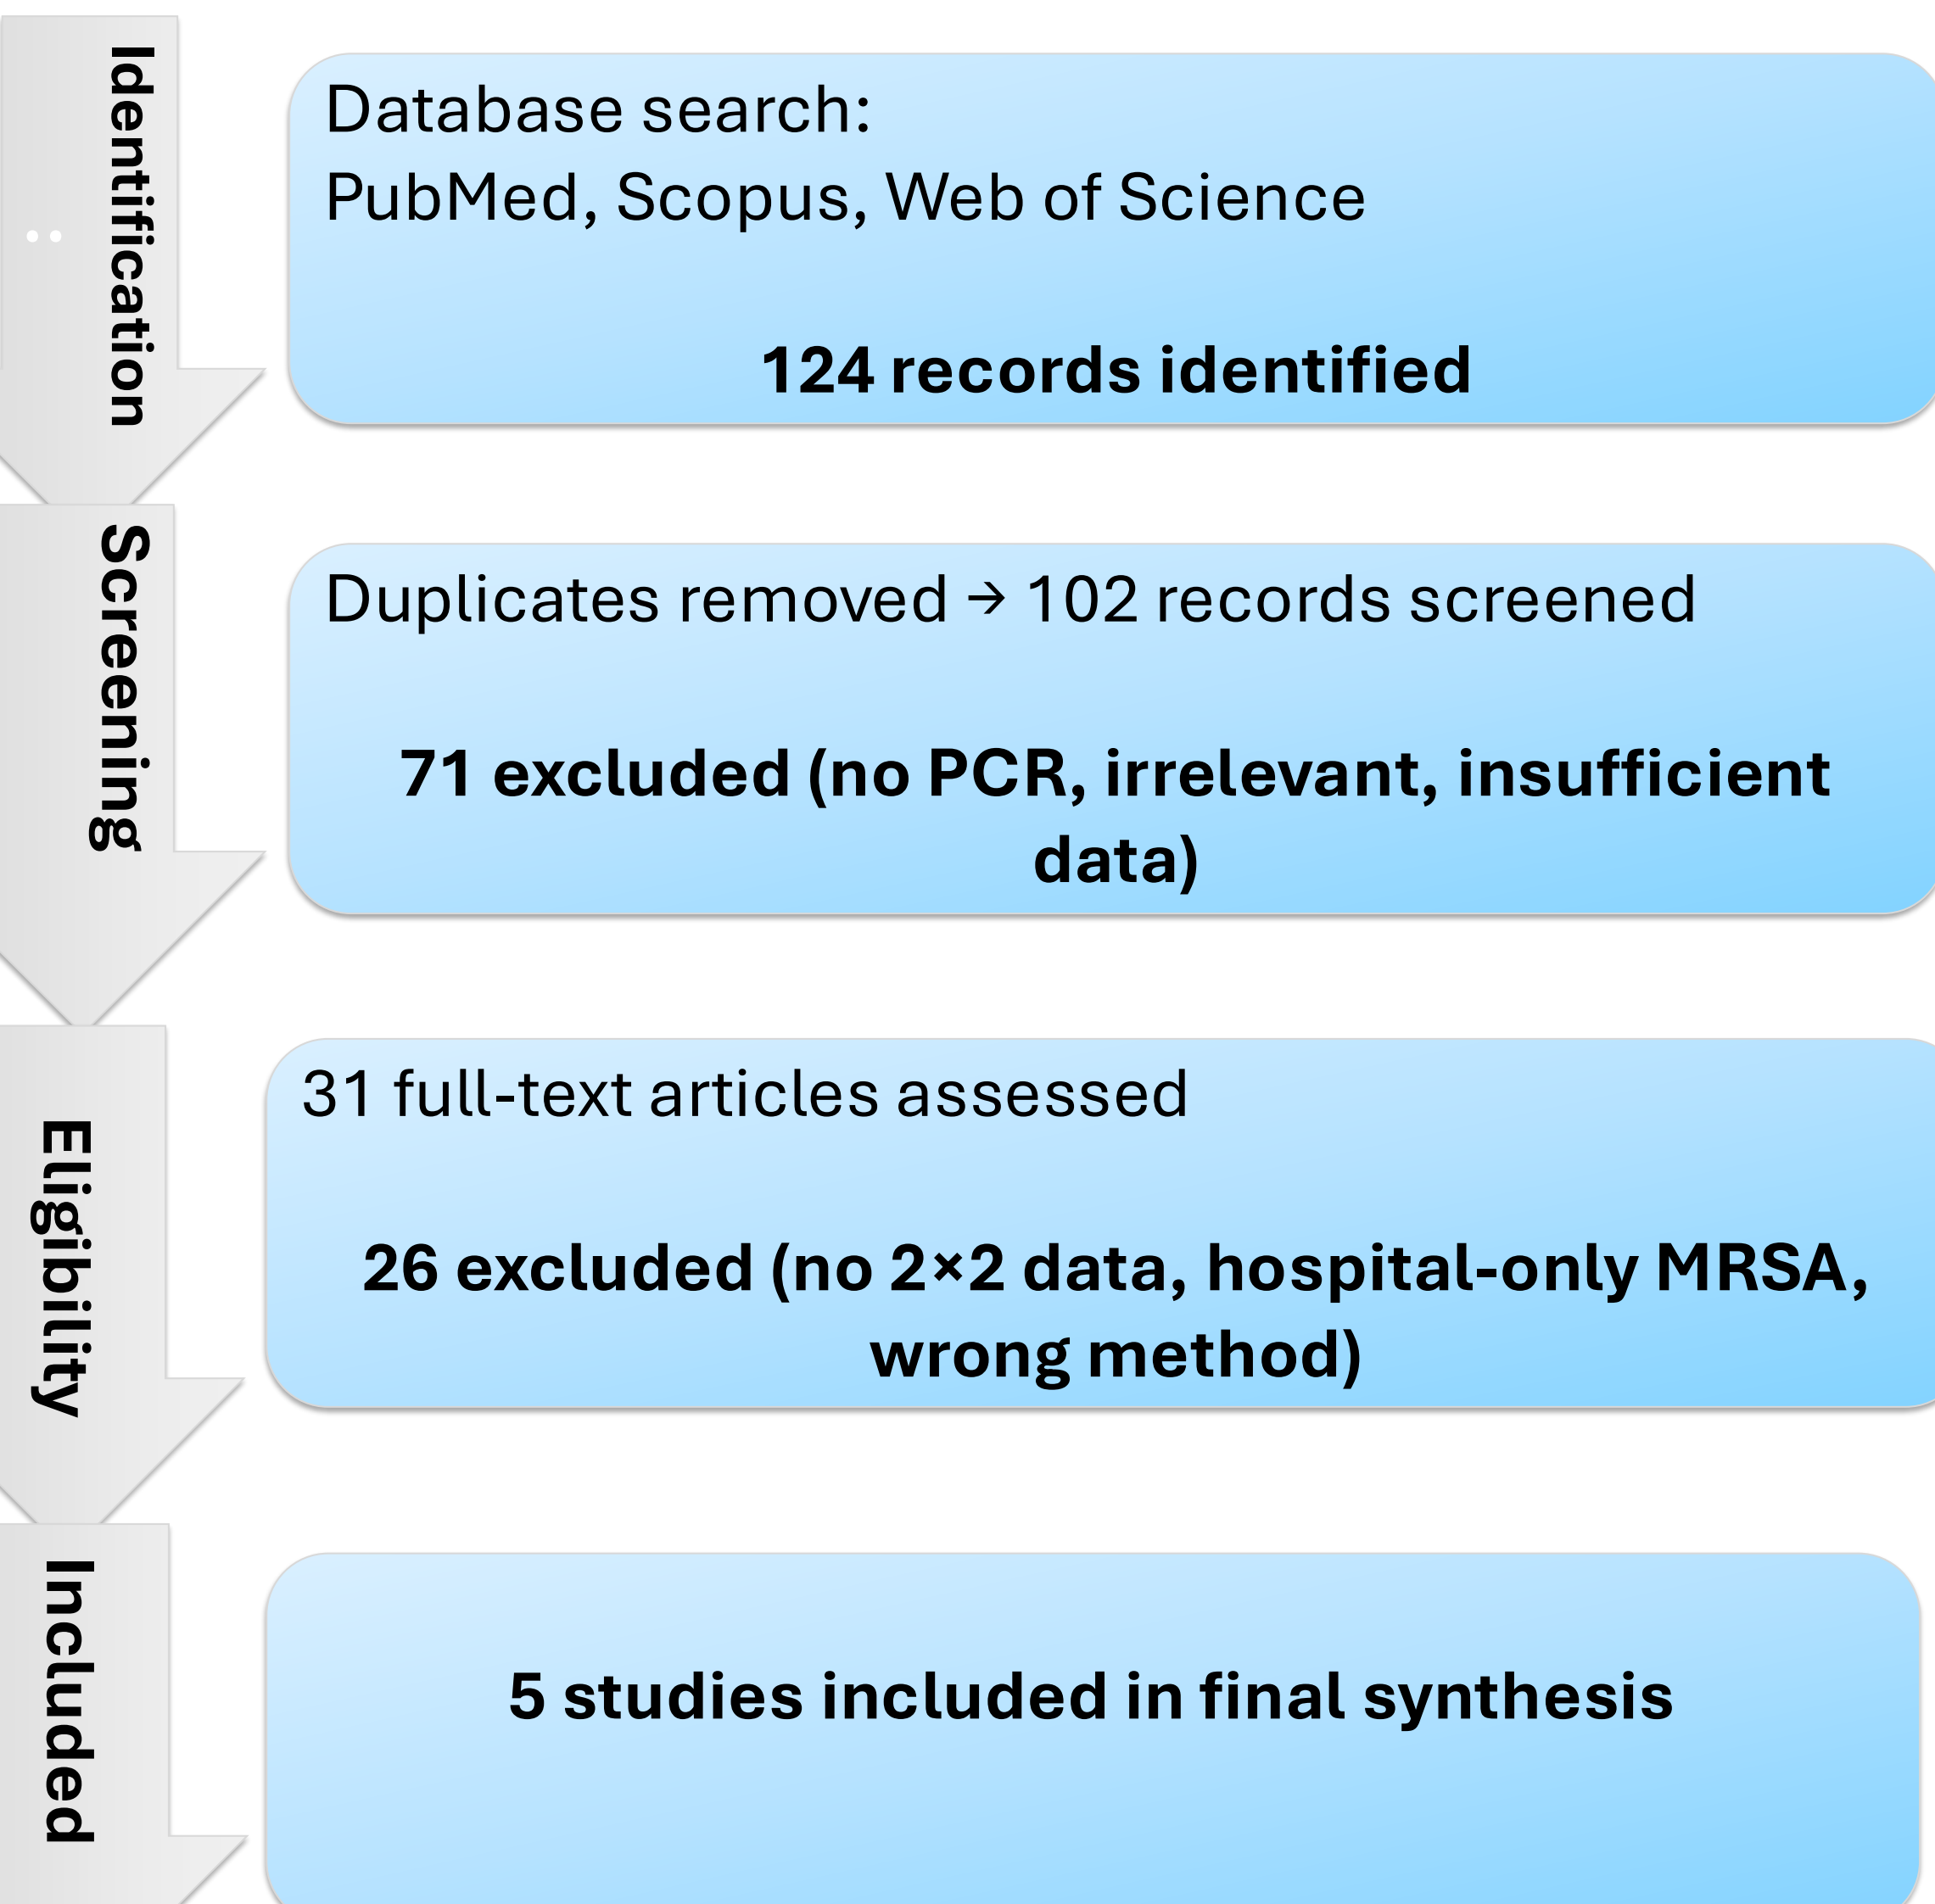 Identification
Database search:
PubMed, Scopus, Web of Science
124 records identified
Screening
Duplicates removed → 102 records screened
71 excluded (no PCR, irrelevant, insufficient
data)
Eligibility
31 full-text articles assessed
26 excluded (no 2×2 data, hospital-only MRSA,
wrong method)
Included
5 studies included in final synthesis